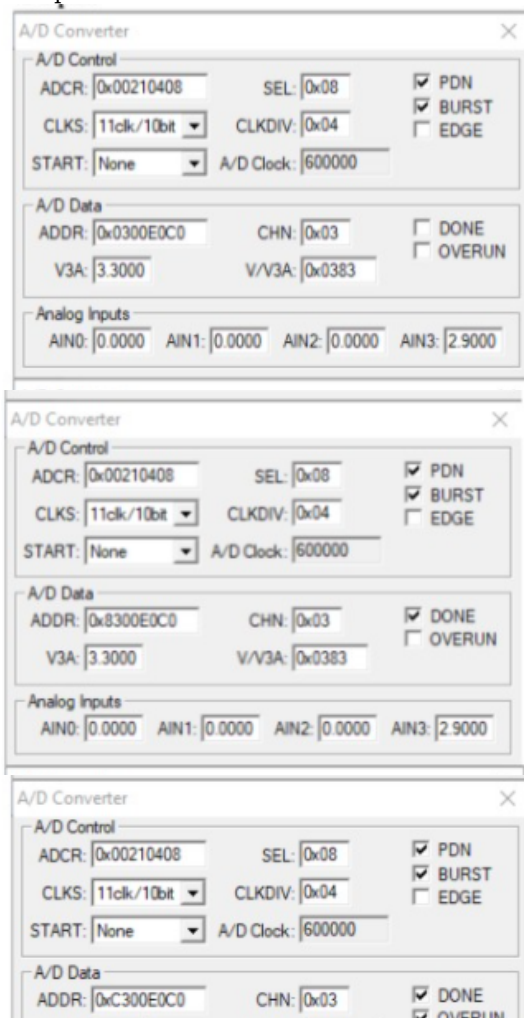 A/D Converter
A/D Control
ADCR: 0x00210408 SEL: 0x08 PDN
BURST
CLKS: 11clk/10bit CLKDIV: 0x04 EDGE
START: None A/D Clock: 600000
A/D Data
ADDR: 0x0300E0C0 CHN: 0x03 DONE
OVERUN
V3A: 3.3000 V/V3A: 0x0383
Analog Inputs
AIN0: 0.0000 AIN1: 0.0000 AIN2: 0.0000 AIN3: 2.9000
A/D Converter
A/D Control
ADCR: 0x00210408 SEL: 0x08 PDN
BURST
CLKS: 11clk/10bit CLKDIV: 0x04 EDGE
START: None A/D Clock: 600000
A/D Data
ADDR: 0x8300E0C0 CHN: 0x03 DONE
OVERUN
V3A: 3.3000 V/V3A: 0x0383
Analog Inputs
AIN0: 0.0000 AIN1: 0.0000 AIN2: 0.0000 AIN3: 2.9000
A/D Converter
A/D Control
ADCR: 0x00210408 SEL: 0x08 PDN
BURST
CLKS: 11clk/10bit CLKDIV: 0x04 EDGE
START: None A/D Clock: 600000
A/D Data
ADDR: 0xC300E0C0 CHN: 0x03 DONE
OVERUN